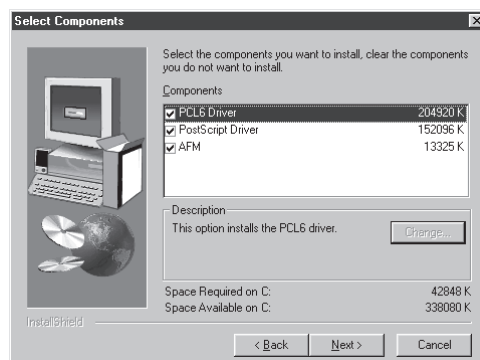 Select Components
Select the components you want to install, clear the components
you do not want to install.
Components
PCL6 Driver 204920 K
PostScript Driver 152096 K
AFM 13325 K
Description
This option installs the PCL6 driver.
Change...
Space Required on C: 42848 K
Space Available on C: 338080 K
InstallShield
< Back Next > Cancel